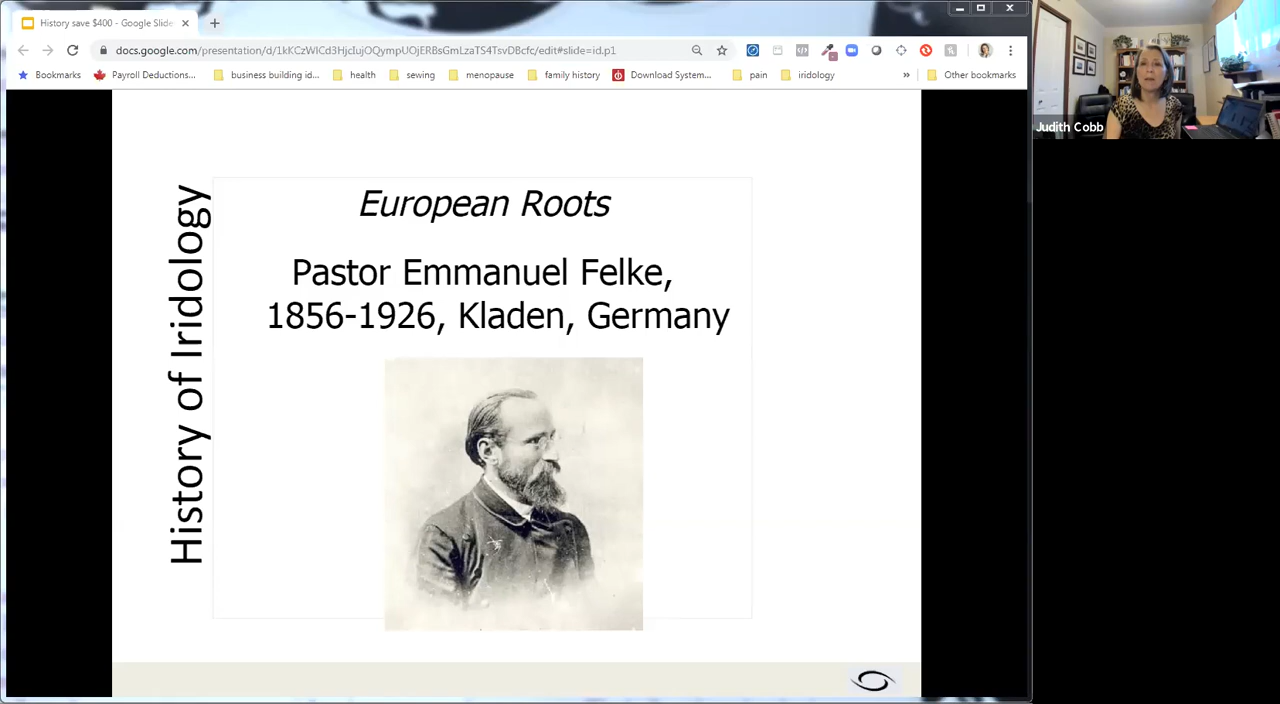 History save $400 - Google Slide
docs.google.com/presentation/d/1kKCzWlCd3HjcIujOQympUOjERBsGmLzaTS4TsvDBcfc/edit#slide=id.p1
Bookmarks
Payroll Deductions...
business building id...
health
sewing
menopause
family history
Download System...
pain
iridology
»
Other bookmarks
Judith Cobb
History of Iridology
European Roots
Pastor Emmanuel Felke,
1856-1926, Kladen, Germany